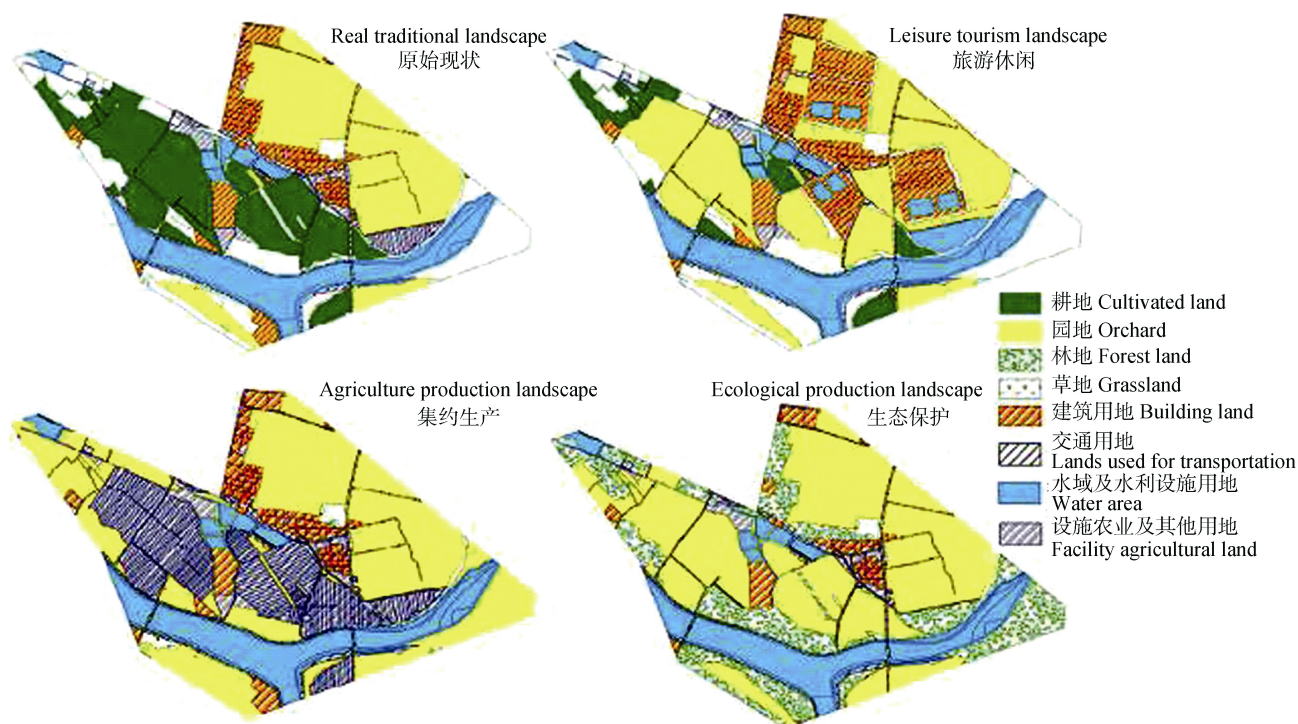 Real traditional landscape
原始现状
Leisure tourism landscape
旅游休闲
Agriculture production landscape
集约生产
Ecological production landscape
生态保护
耕地 Cultivated land
园地 Orchard
林地 Forest land
草地 Grassland
建筑用地 Building land
交通用地
Lands used for transportation
水域及水利设施用地
Water area
设施农业及其他用地
Facility agricultural land